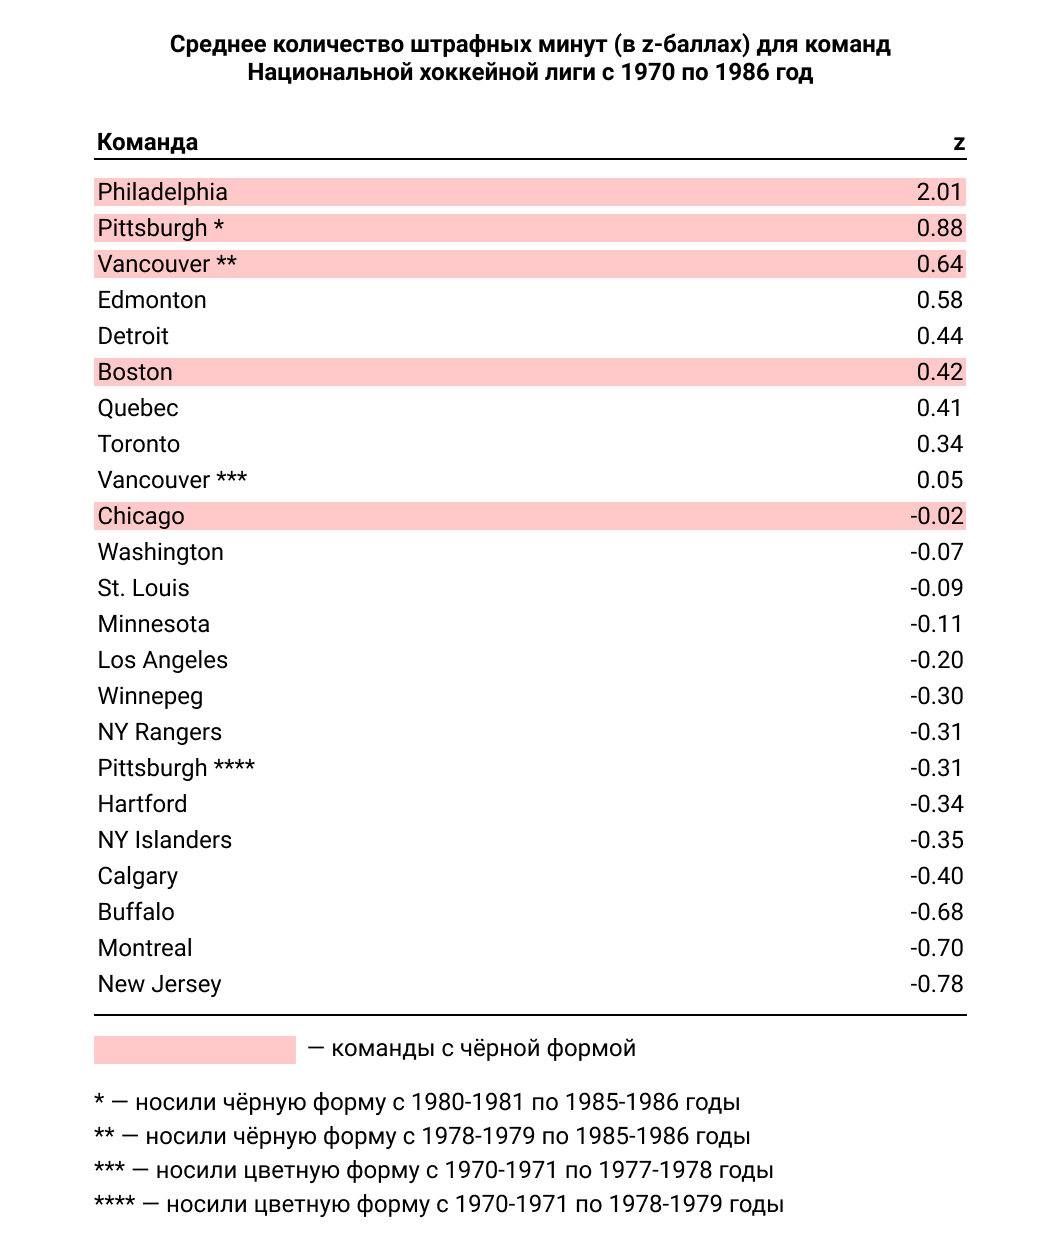 Среднее количество штрафных минут (в z-баллах) для команд
Национальной хоккейной лиги с 1970 по 1986 год
Команда z
Philadelphia 2.01
Pittsburgh * 0.88
Vancouver ** 0.64
Edmonton 0.58
Detroit 0.44
Boston 0.42
Quebec 0.41
Toronto 0.34
Vancouver *** 0.05
Chicago -0.02
Washington -0.07
St. Louis -0.09
Minnesota -0.11
Los Angeles -0.20
Winnepeg -0.30
NY Rangers -0.31
Pittsburgh **** -0.31
Hartford -0.34
NY Islanders -0.35
Calgary -0.40
Buffalo -0.68
Montreal -0.70
New Jersey -0.78
— команды с чёрной формой
* — носили чёрную форму с 1980-1981 по 1985-1986 годы
** — носили чёрную форму с 1978-1979 по 1985-1986 годы
*** — носили цветную форму с 1970-1971 по 1977-1978 годы
**** — носили цветную форму с 1970-1971 по 1978-1979 годы